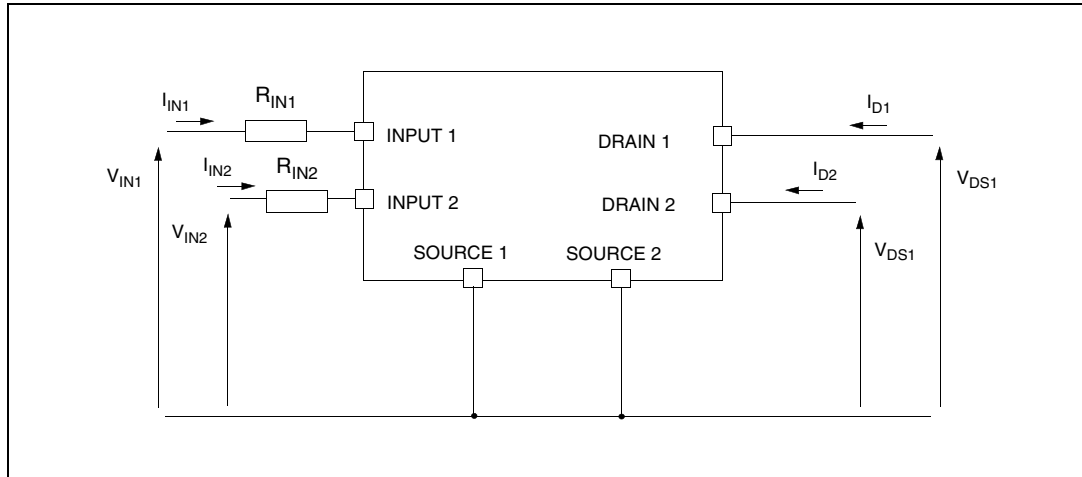 I_IN1
R_IN1
INPUT 1
DRAIN 1
I_D1
V_IN1
I_IN2
R_IN2
INPUT 2
DRAIN 2
I_D2
V_DS1
V_IN2
SOURCE 1
SOURCE 2
V_DS1